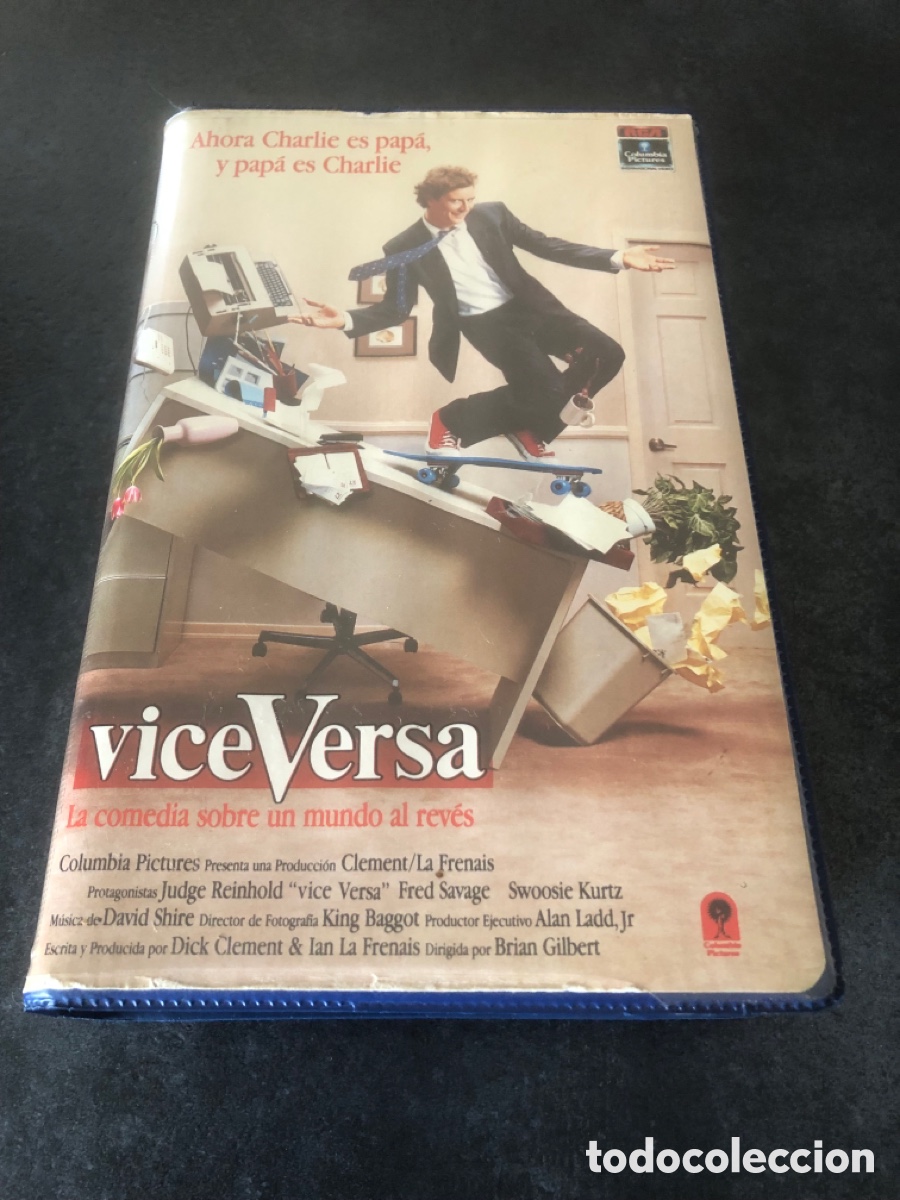 Ahora Charlie es papá,
y papá es Charlie
RCA
Columbia
Pictures
vice Versa
La comedia sobre un mundo al revés
Columbia Pictures Presenta una Producción Clement/La Frenais
Protagonistas Judge Reinhold "vice Versa" Fred Savage Swoosie Kurtz
Música de David Shire Director de Fotografía King Baggot Productor Ejecutivo Alan Ladd, Jr
Escrita y Producida por Dick Clement & Ian La Frenais Dirigida por Brian Gilbert
Columbia
Pictures
todocoleccion